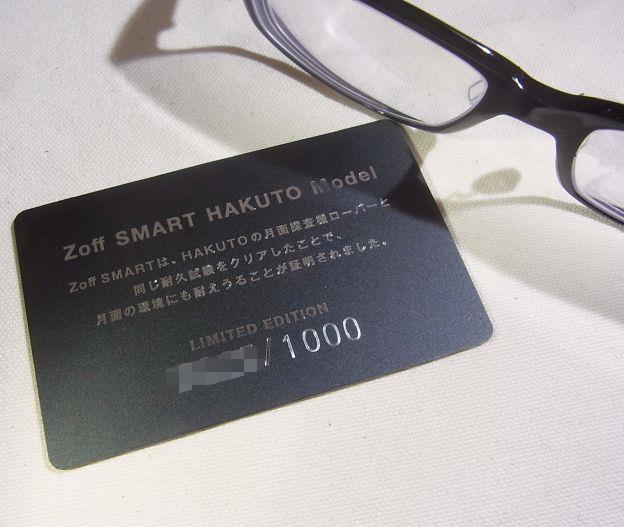 Zoff SMART HAKUTO Model
Zoff SMARTは、HAKUTOの月面探査機ローバーと
同じ耐久試験をクリアしたことで、
月面の環境にも耐えうることが証明されました。
LIMITED EDITION
/1000